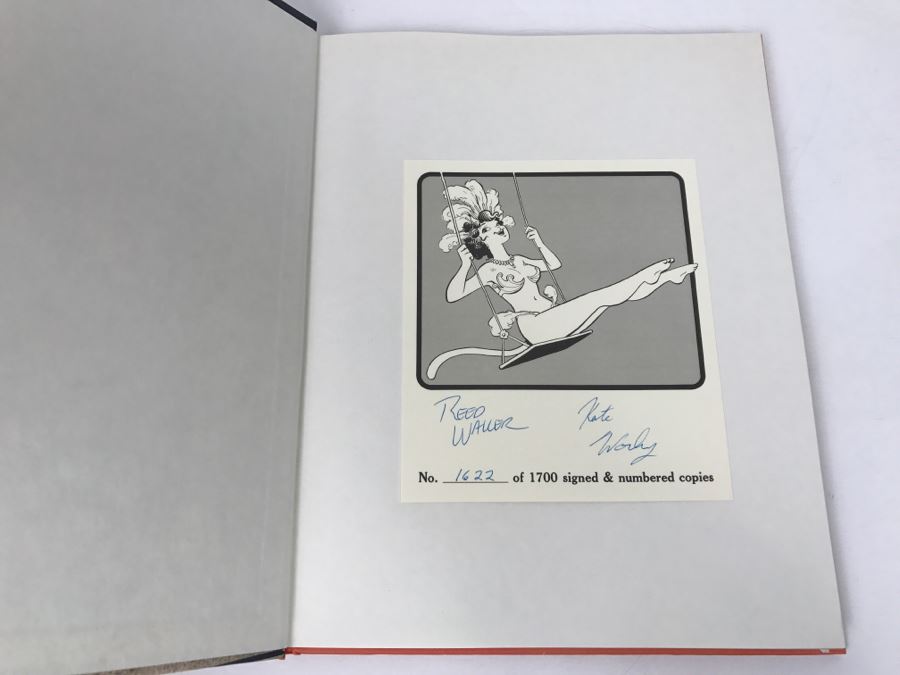 REED Kate
WALLER Worley
No. 1622 of 1700 signed & numbered copies